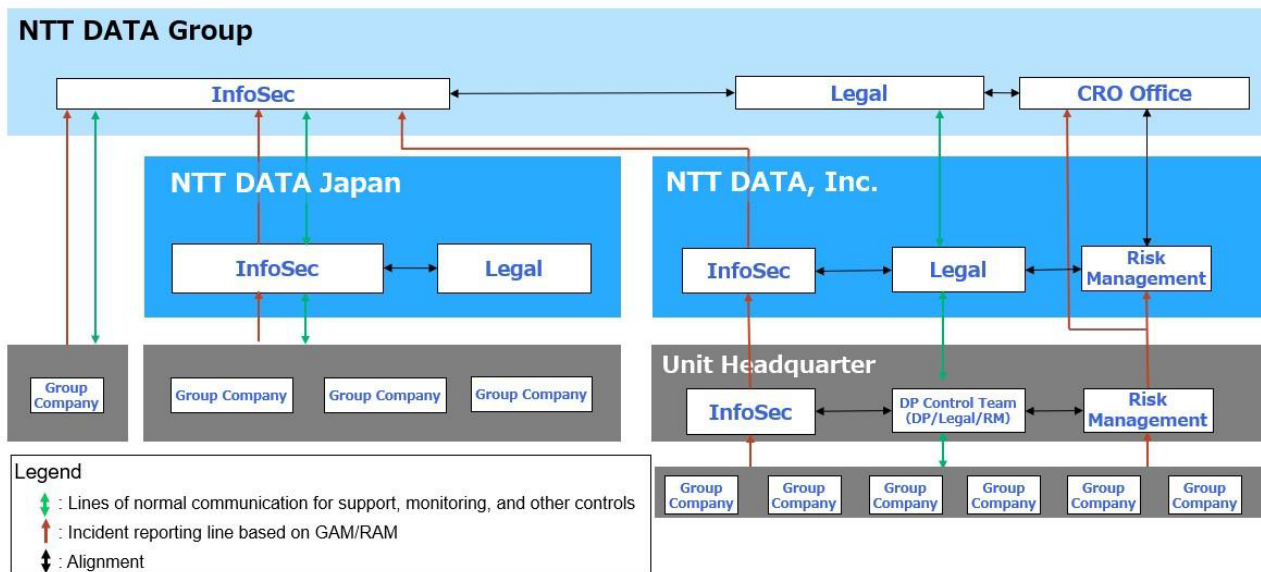 NTT DATA Group
InfoSec
Legal
CRO Office
NTT DATA Japan
NTT DATA, Inc.
InfoSec
Legal
InfoSec
Legal
Risk
Management
Unit Headquarter
Group
Company
Group Company
Group Company
Group Company
InfoSec
DP Control Team
(DP/Legal/RM)
Risk
Management
Group
Company
Group
Company
Group
Company
Group
Company
Group
Company
Group
Company
Legend
: Lines of normal communication for support, monitoring, and other controls
: Incident reporting line based on GAM/RAM
: Alignment